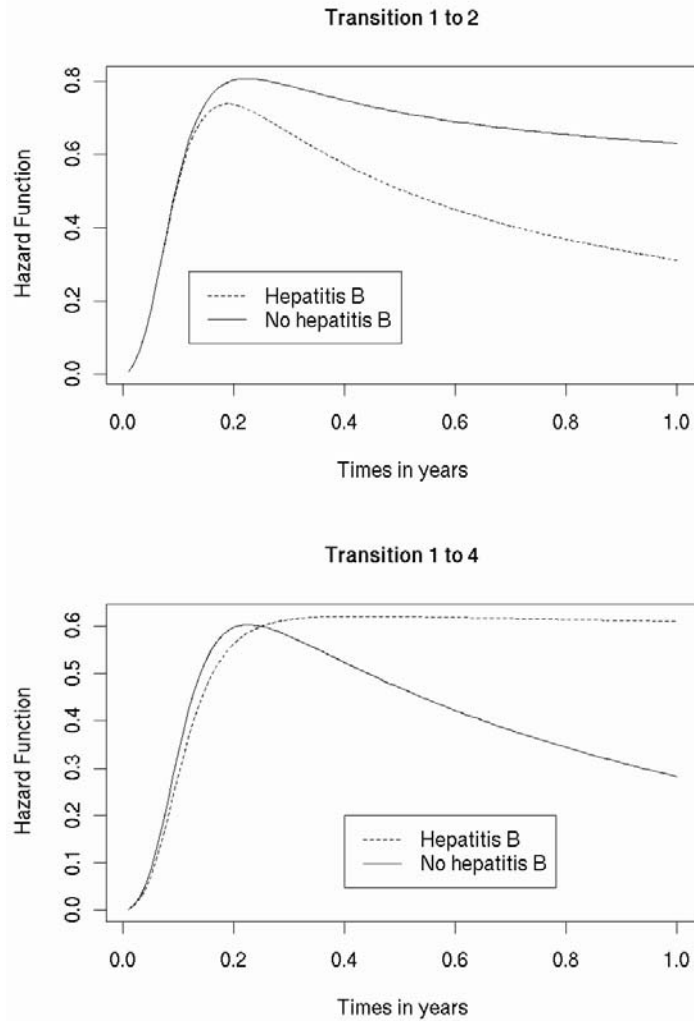 Transition 1 to 2
Hazard Function
0.0 0.2 0.4 0.6 0.8
Hepatitis B
No hepatitis B
0.0 0.2 0.4 0.6 0.8 1.0
Times in years
Transition 1 to 4
Hazard Function
0.0 0.1 0.2 0.3 0.4 0.5 0.6
Hepatitis B
No hepatitis B
0.0 0.2 0.4 0.6 0.8 1.0
Times in years